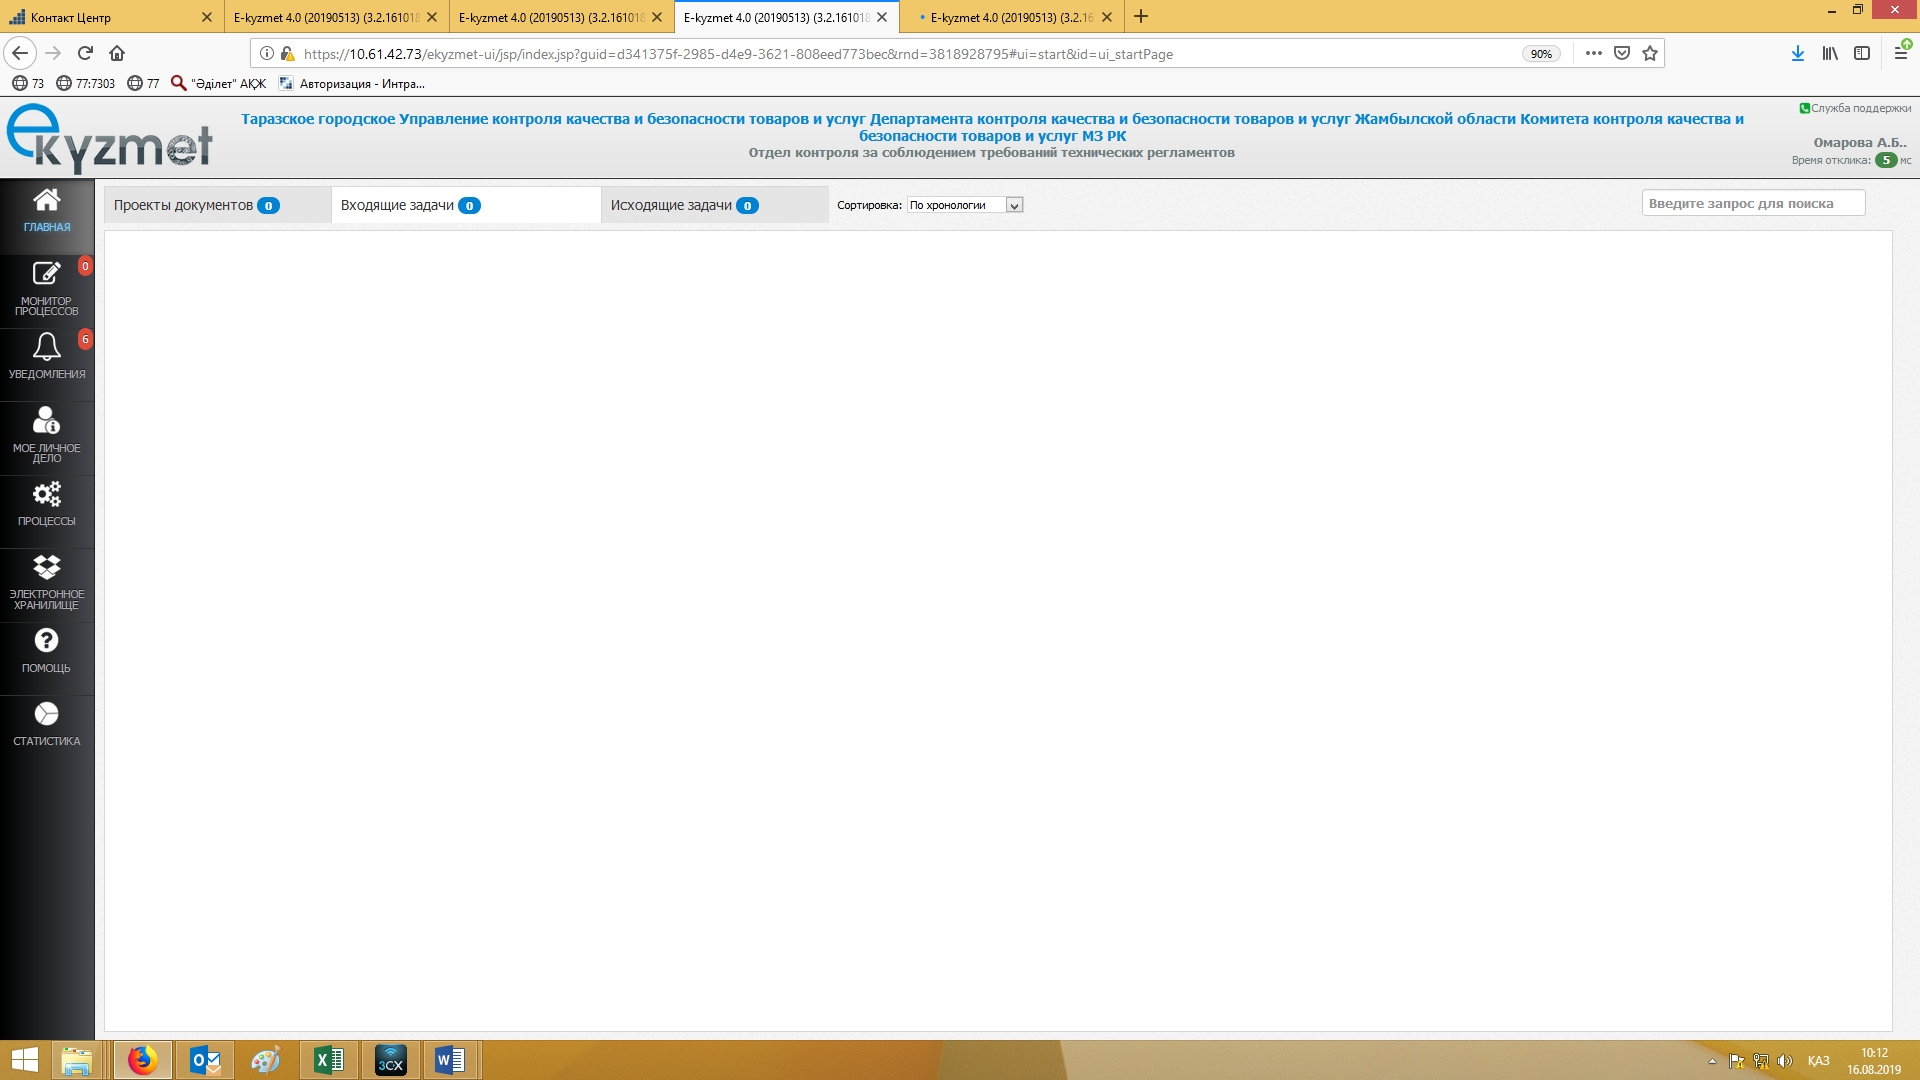 Контакт Центр
E-kyzmet 4.0 (20190513) (3.2.161018
E-kyzmet 4.0 (20190513) (3.2.161018
E-kyzmet 4.0 (20190513) (3.2.161018
E-kyzmet 4.0 (20190513) (3.2.16
https://10.61.42.73/ekyzmet-ui/jsp/index.jsp?guid=d341375f-2985-d4e9-3621-808eed773bec&rnd=3818928795#ui=start&id=ui_startPage
90%
73
77:7303
77
"Әділет" АҚЖ
Авторизация - Интра...
ekyzmet
Таразское городское Управление контроля качества и безопасности товаров и услуг Департамента контроля качества и безопасности товаров и услуг Жамбылской области Комитета контроля качества и
безопасности товаров и услуг МЗ РК
Отдел контроля за соблюдением требований технических регламентов
Служба поддержки
Омарова А.Б..
Время отклика: 5 мс
ГЛАВНАЯ
0
МОНИТОР
ПРОЦЕССОВ
6
УВЕДОМЛЕНИЯ
МОЕ ЛИЧНОЕ
ДЕЛО
ПРОЦЕССЫ
ЭЛЕКТРОННОЕ
ХРАНИЛИЩЕ
ПОМОЩЬ
СТАТИСТИКА
Проекты документов 0
Входящие задачи 0
Исходящие задачи 0
Сортировка: По хронологии
Введите запрос для поиска
3CX
ҚАЗ
10:12
16.08.2019